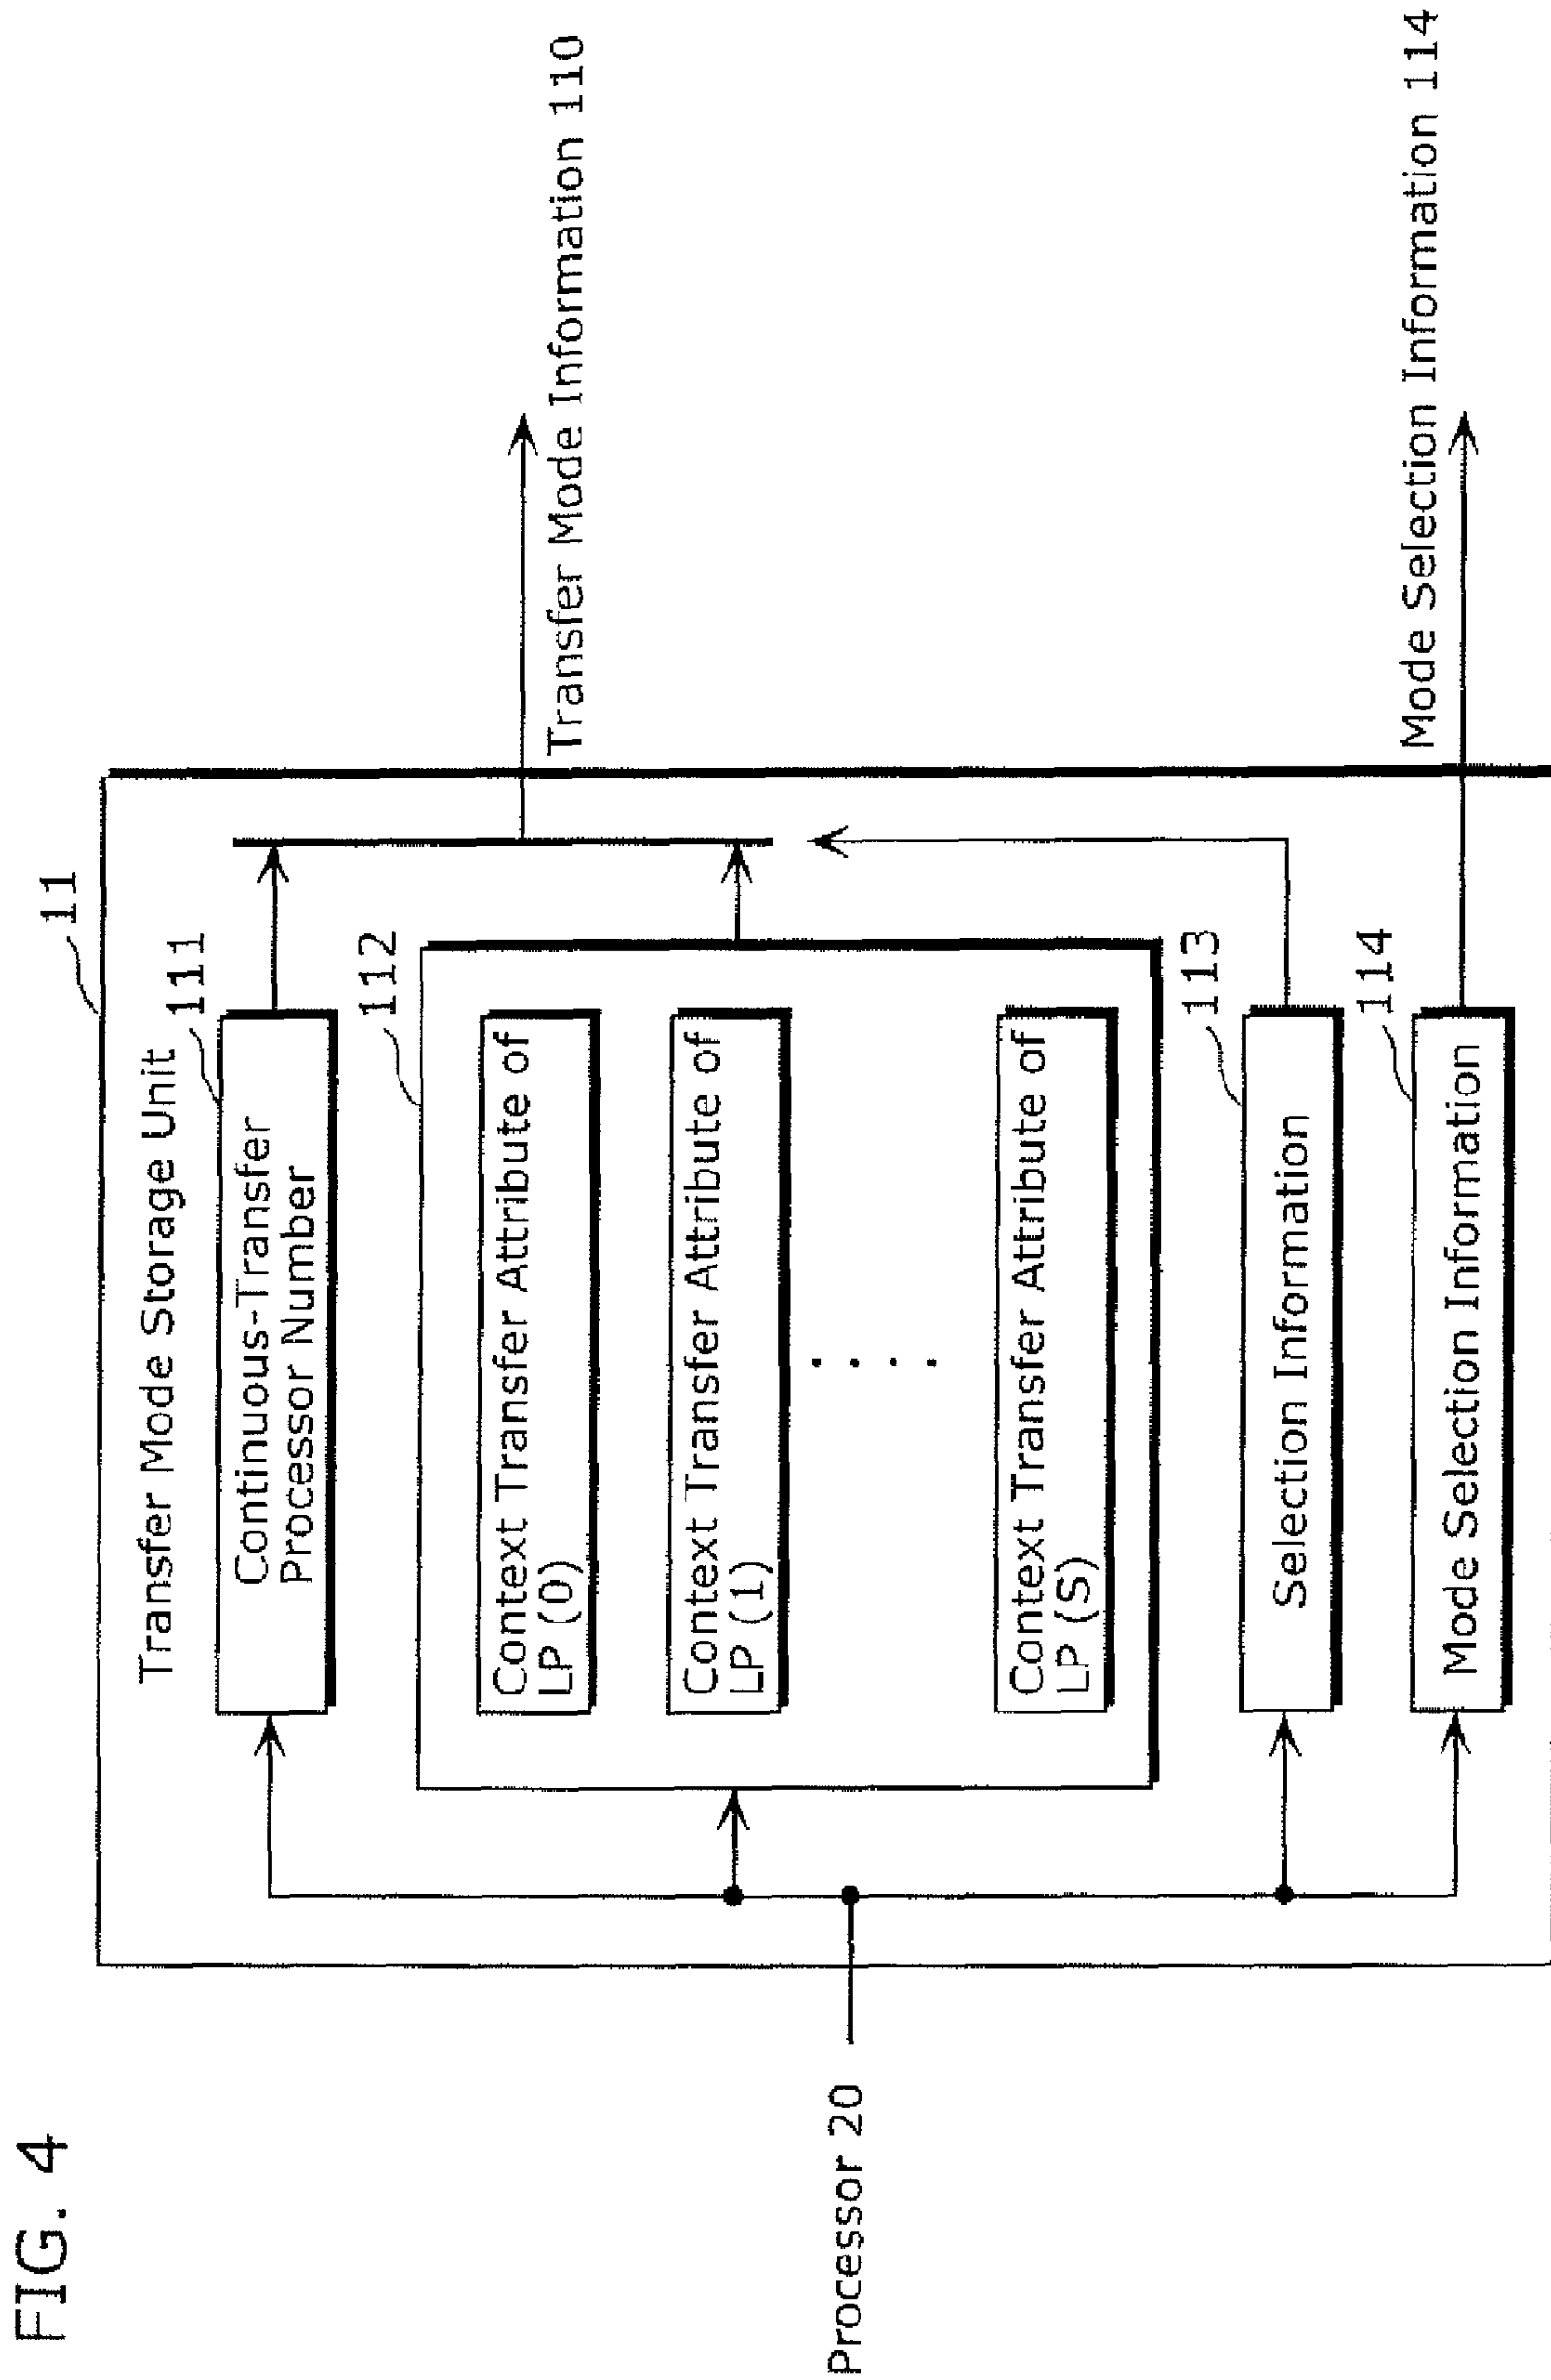 FIG. 4
11
Transfer Mode Storage Unit
111
Continuous-Transfer
Processor Number
112
Context Transfer Attribute of
LP (0)
Context Transfer Attribute of
LP (1)
. . . .
Context Transfer Attribute of
LP (S)
113
Selection Information
114
Mode Selection Information
Processor 20
Transfer Mode Information 110
Mode Selection Information 114